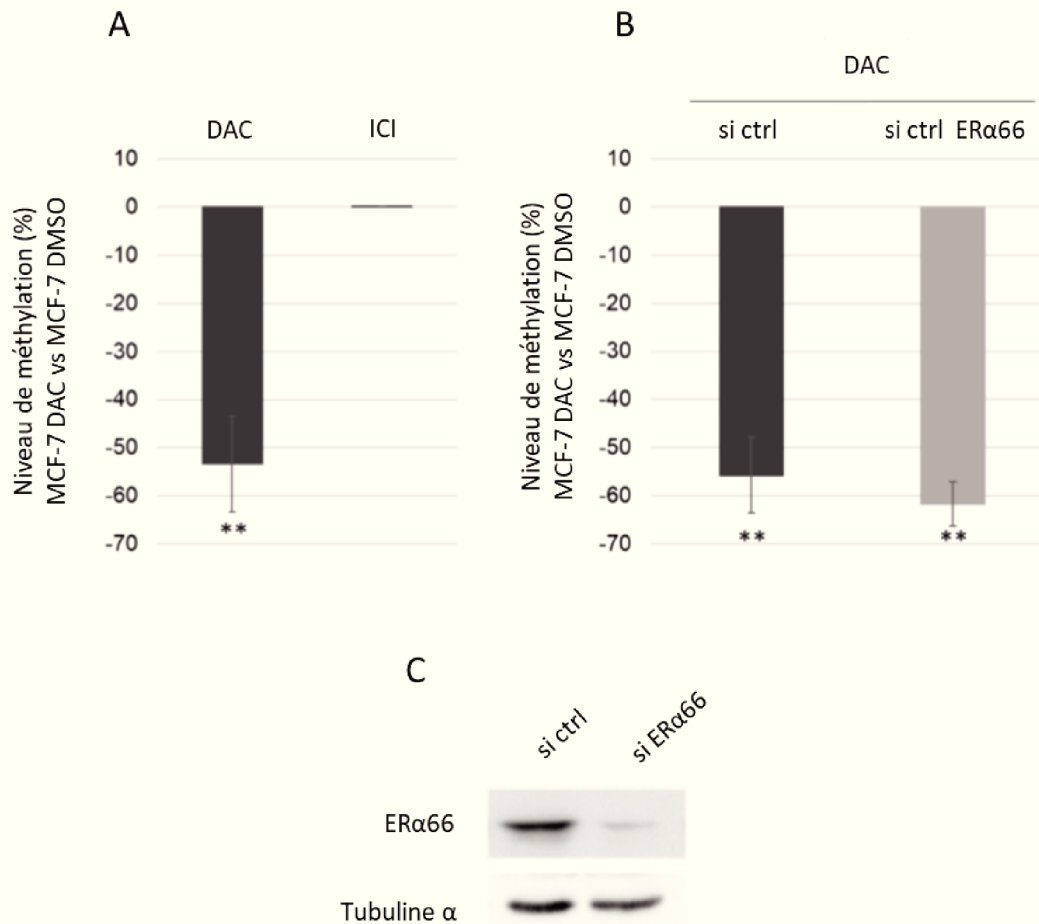 A
DAC ICI
10
0
-10
-20
-30
-40
-50
-60
-70
Niveau de méthylation (%)
MCF-7 DAC vs MCF-7 DMSO
**
B
DAC
si ctrl si ctrl ERα66
10
0
-10
-20
-30
-40
-50
-60
-70
Niveau de méthylation (%)
MCF-7 DAC vs MCF-7 DMSO
** **
C
si ctrl si ERα66
ERα66
Tubuline α